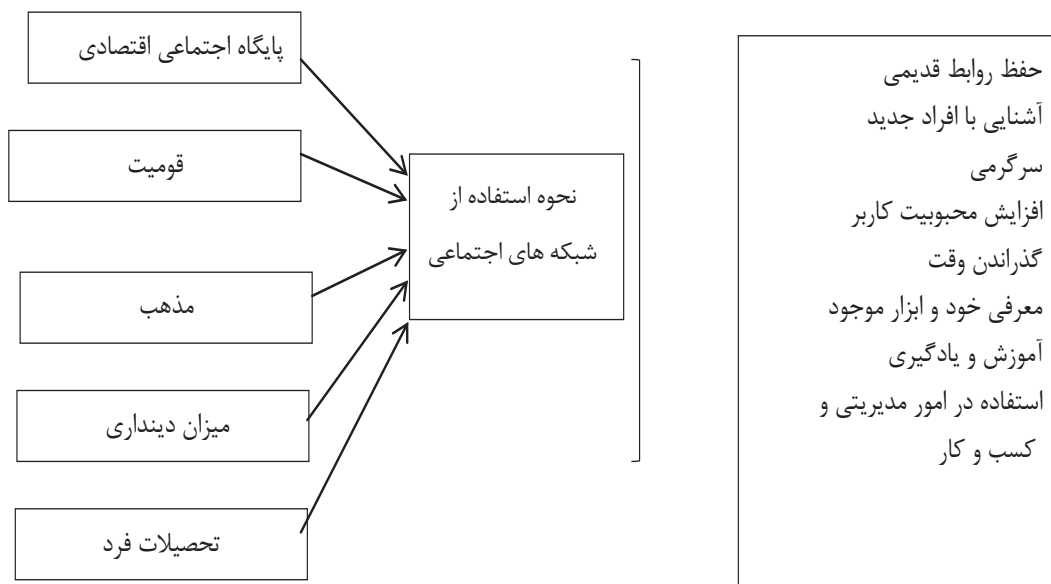 پایگاه اجتماعی اقتصادی
قومیت
مذهب
میزان دینداری
تحصیلات فرد
نحوه استفاده از
شبکه های اجتماعی
حفظ روابط قدیمی
آشنایی با افراد جدید
سرگرمی
افزایش محبوبیت کاربر
گذراندن وقت
معرفی خود و ابزار موجود
آموزش و یادگیری
استفاده در امور مدیریتی و
کسب و کار